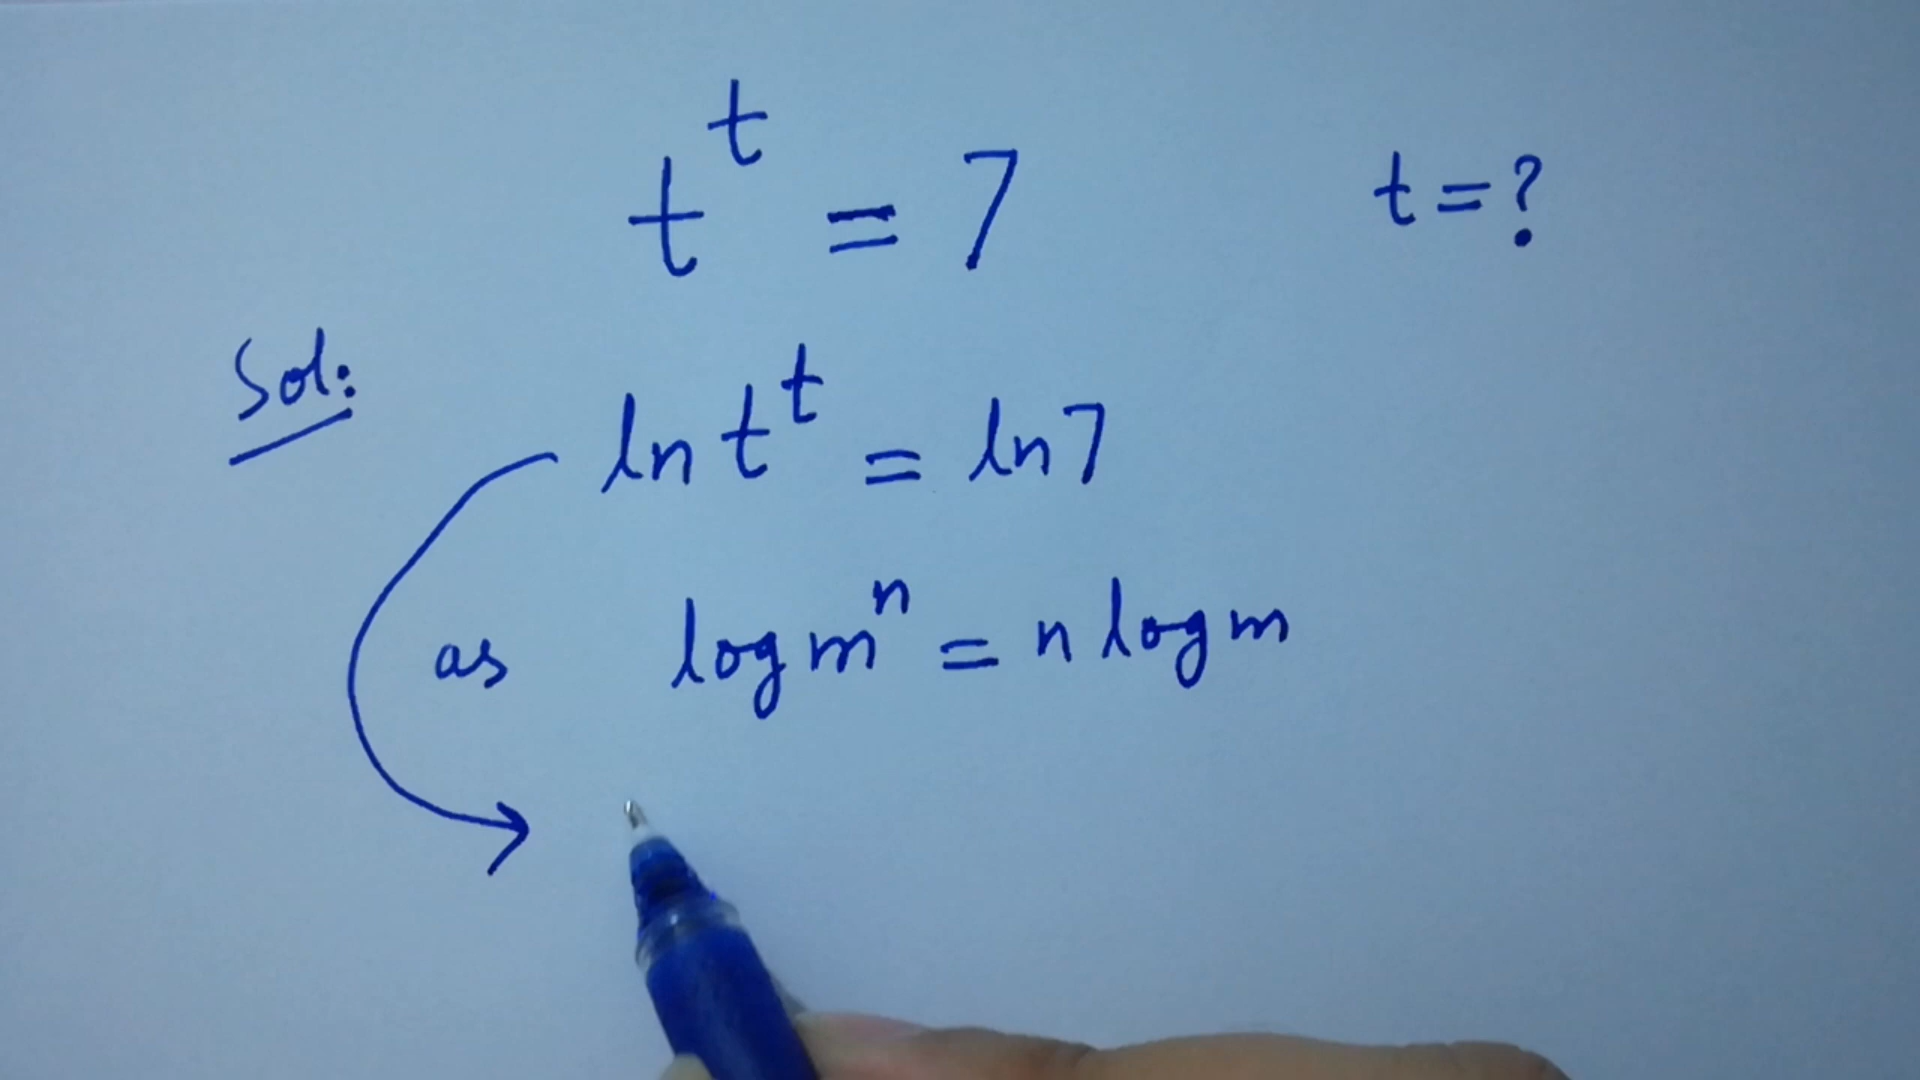 t^t = 7    t = ?
Sol:
ln t^t = ln 7
as    log m^n = n log m